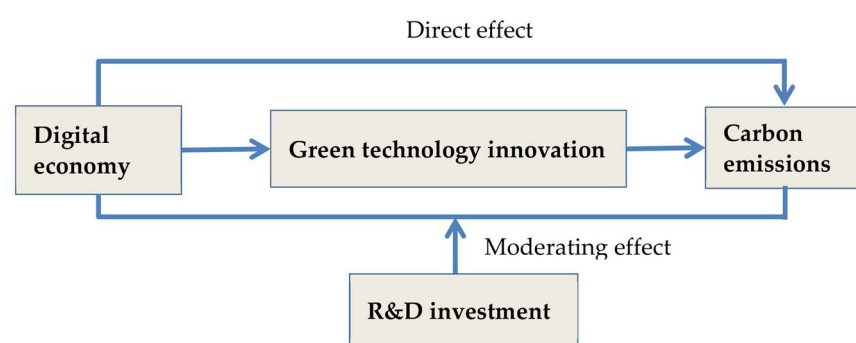 Direct effect
Digital
economy
Green technology innovation
Carbon
emissions
Moderating effect
R&D investment